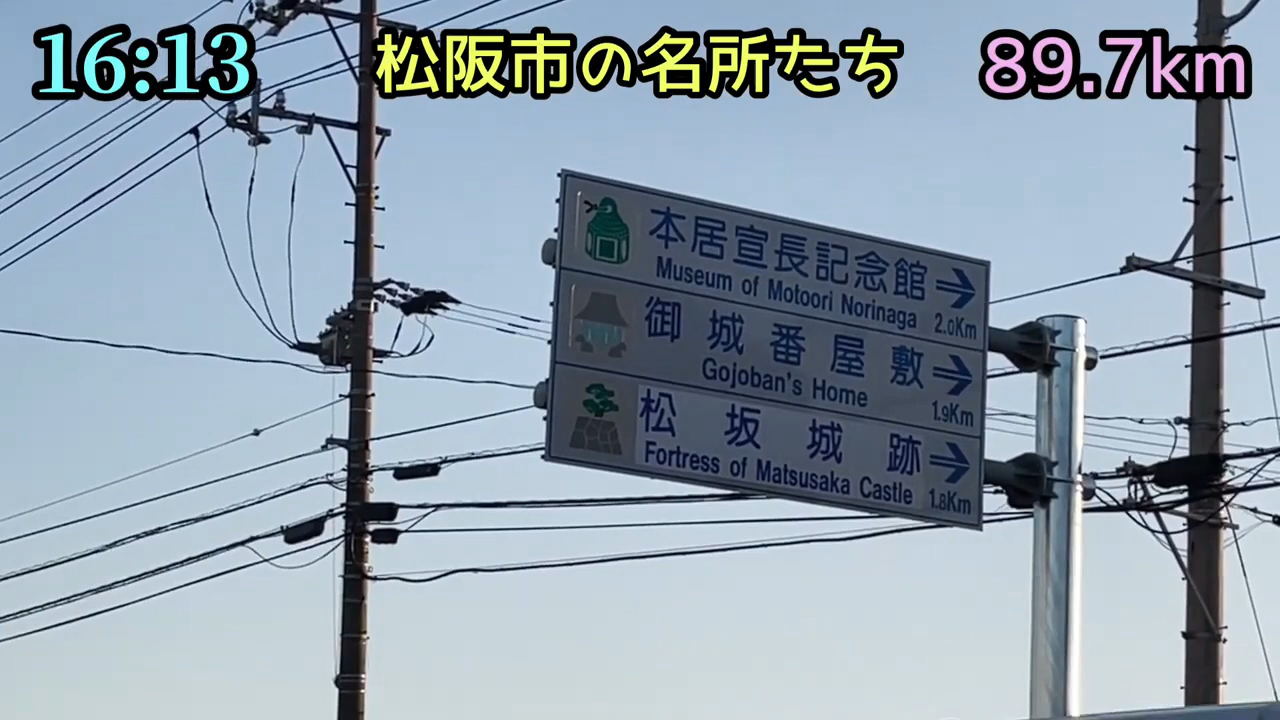 16:13
松阪市の名所たち
89.7km
本居宣長記念館
Museum of Motoori Norinaga
2.0Km
御城番屋敷
Gojoban's Home
1.9Km
松坂城跡
Fortress of Matsusaka Castle
1.8Km